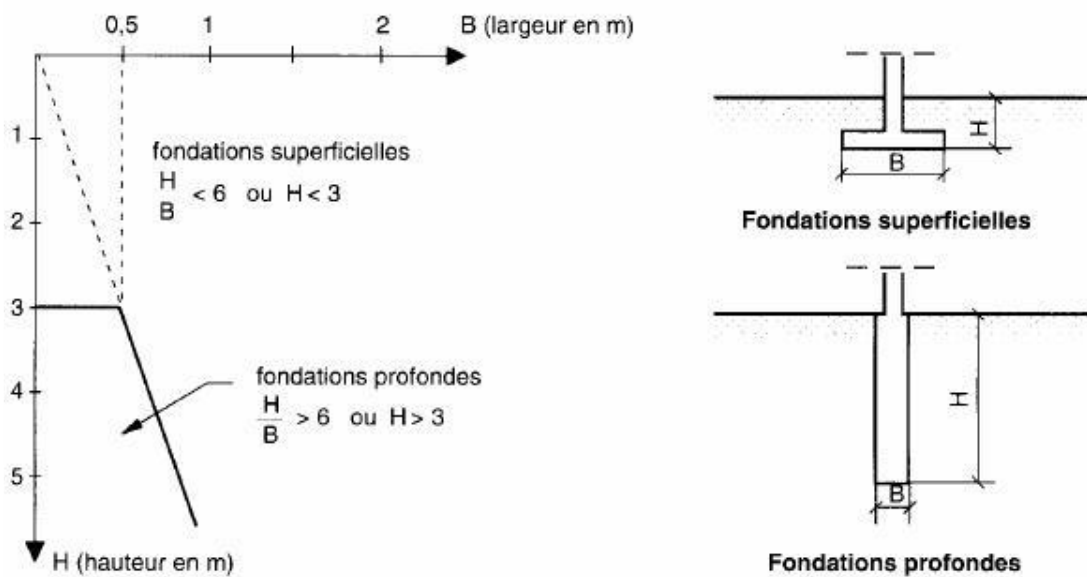 0,5 1 2 B (largeur en m)
1
2
3
4
5
H (hauteur en m)
fondations superficielles
H
B
< 6 ou H < 3
fondations profondes
H
B
> 6 ou H > 3
H
B
Fondations superficielles
H
B
Fondations profondes